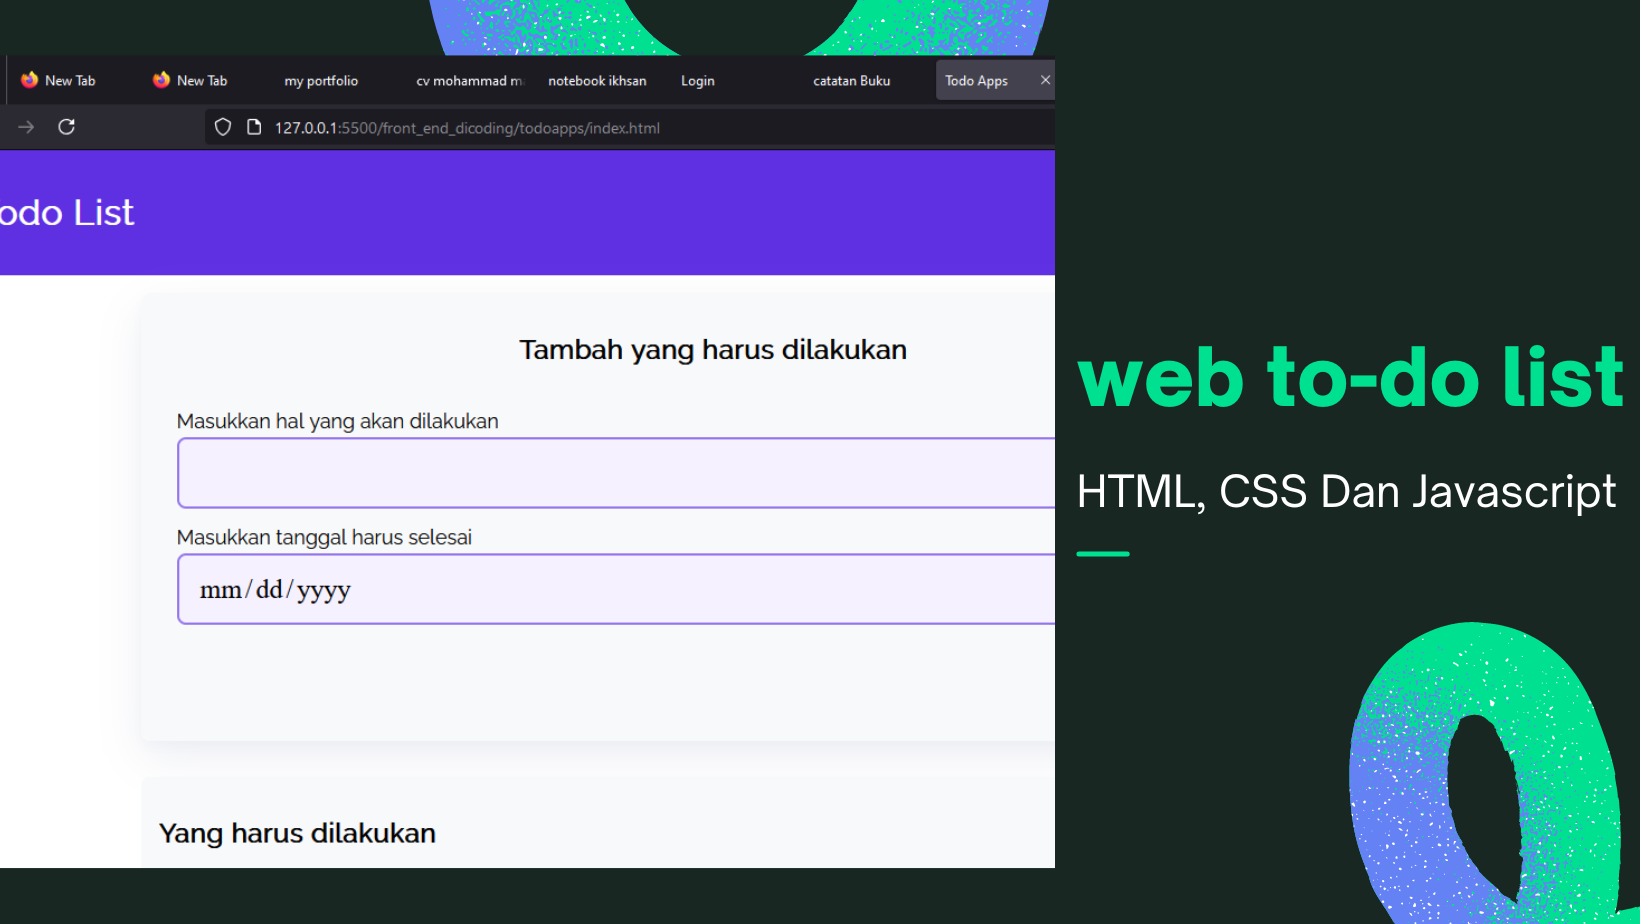 New Tab New Tab my portfolio cv mohammad m notebook ikhsan Login catatan Buku Todo Apps
127.0.0.1:5500/front_end_dicoding/todoapps/index.html
odo List
Tambah yang harus dilakukan
Masukkan hal yang akan dilakukan
Masukkan tanggal harus selesai
mm/dd/yyyy
Yang harus dilakukan
web to-do list
HTML, CSS Dan Javascript